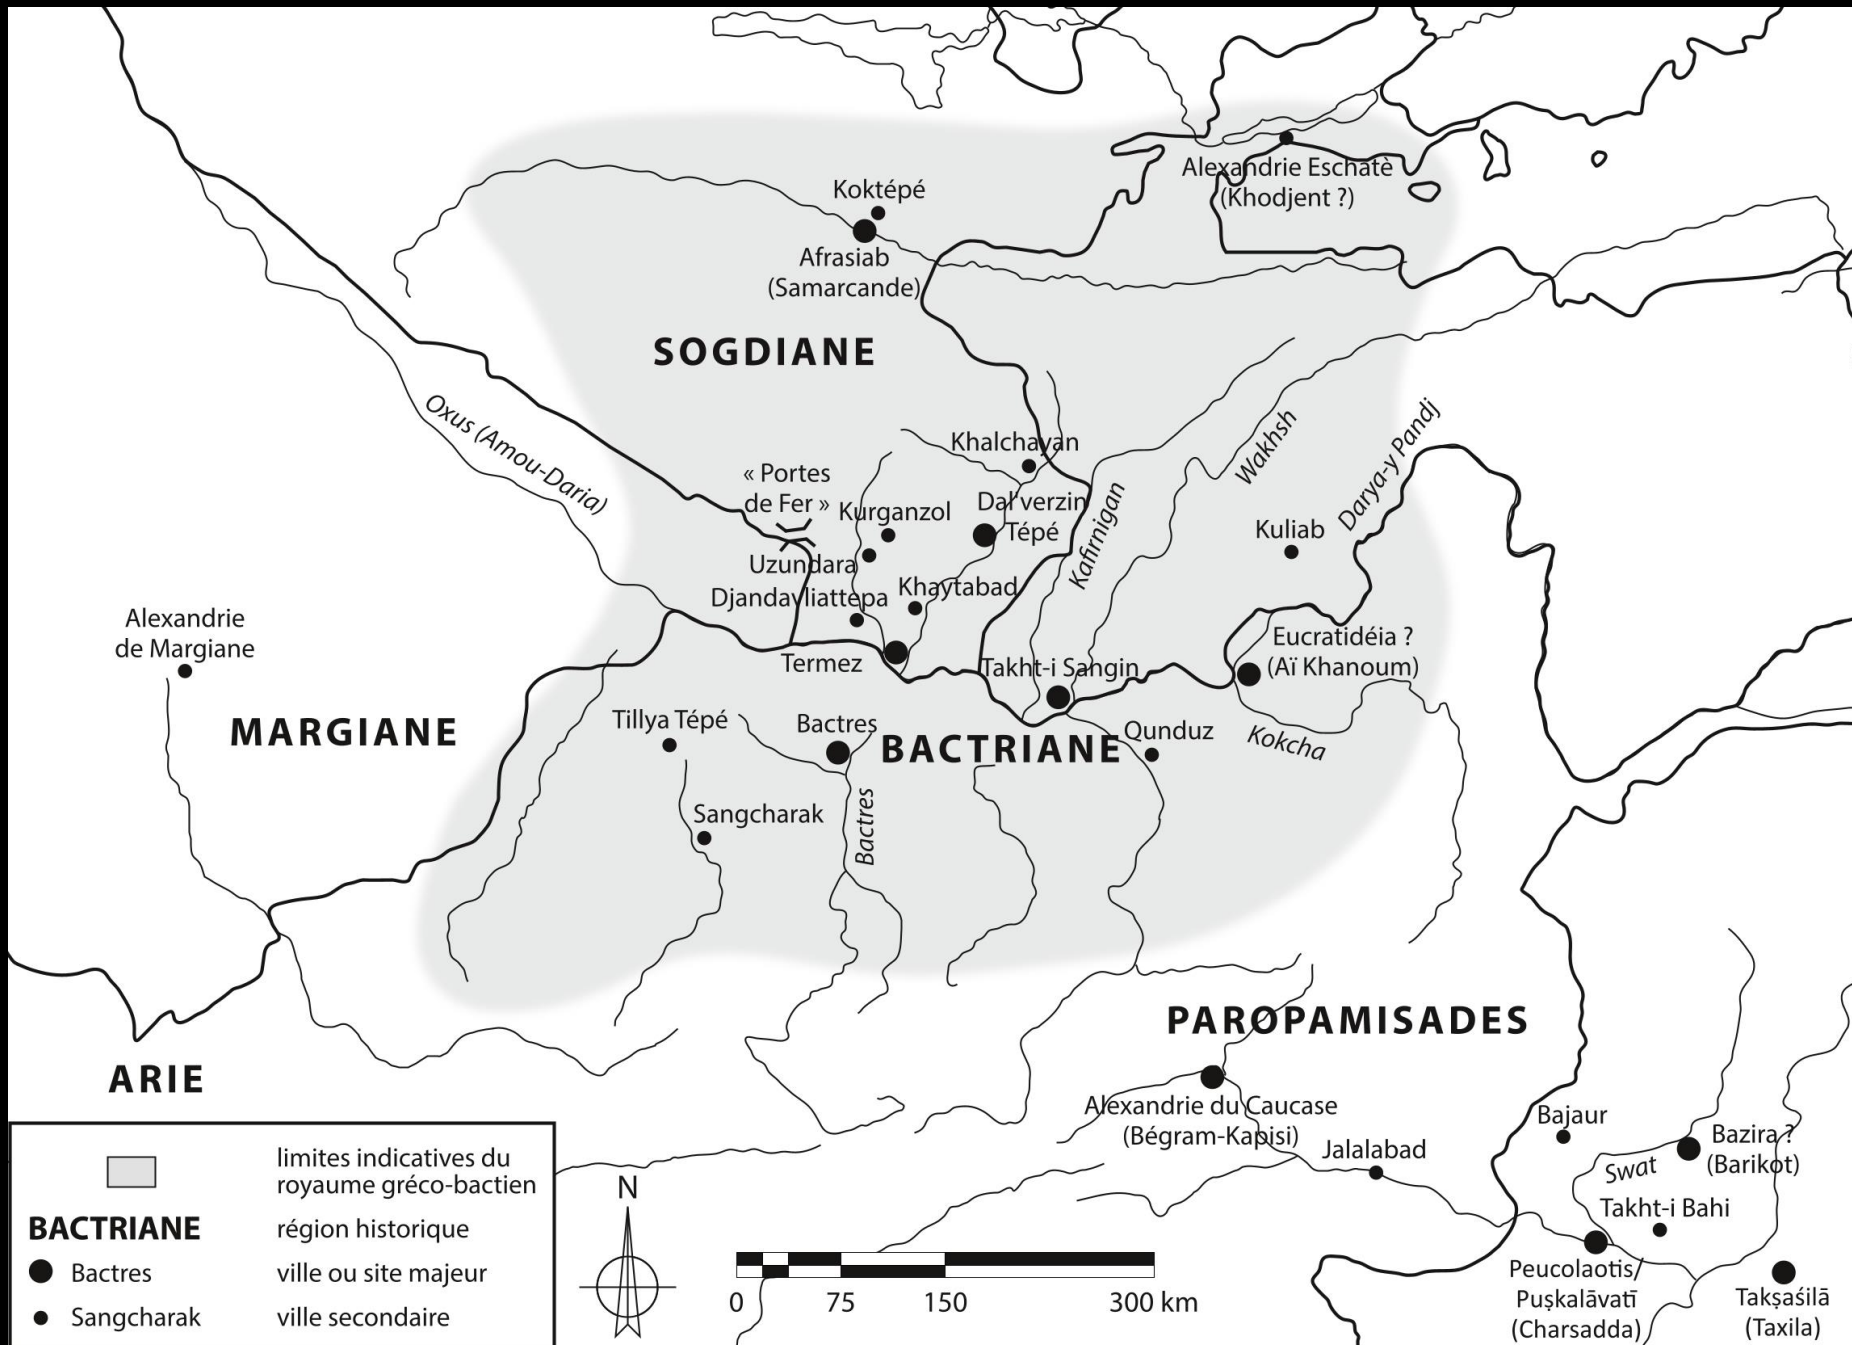 Alexandrie Eschatè
(Khodjent ?)
Koktépé
Afrasiab
(Samarcande)
SOGDIANE
Oxus (Amou-Daria)
Khalchayan
« Portes
de Fer »
Kurganzol
Dal'verzin
Tépé
Kafirnigan
Wakhsh
Darya-y Pandj
Kuliab
Uzundara
Djandavliattepa
Khaytabad
Alexandrie
de Margiane
Termez
Takht-i Sangin
Eucratidéia ?
(Aï Khanoum)
MARGIANE
Tillya Tépé
Bactres
BACTRIANE
Qunduz
Kokcha
Sangcharak
Bactres
PAROPAMISADES
ARIE
Alexandrie du Caucase
(Bégram-Kapisi)
Jalalabad
Bajaur
Bazira ?
(Barikot)
Swat
Takht-i Bahi
Peucolaotis/
Puṣkalāvatī
(Charsadda)
Takṣaśilā
(Taxila)
limites indicatives du
royaume gréco-bactien
BACTRIANE région historique
Bactres ville ou site majeur
Sangcharak ville secondaire
N
0 75 150 300 km